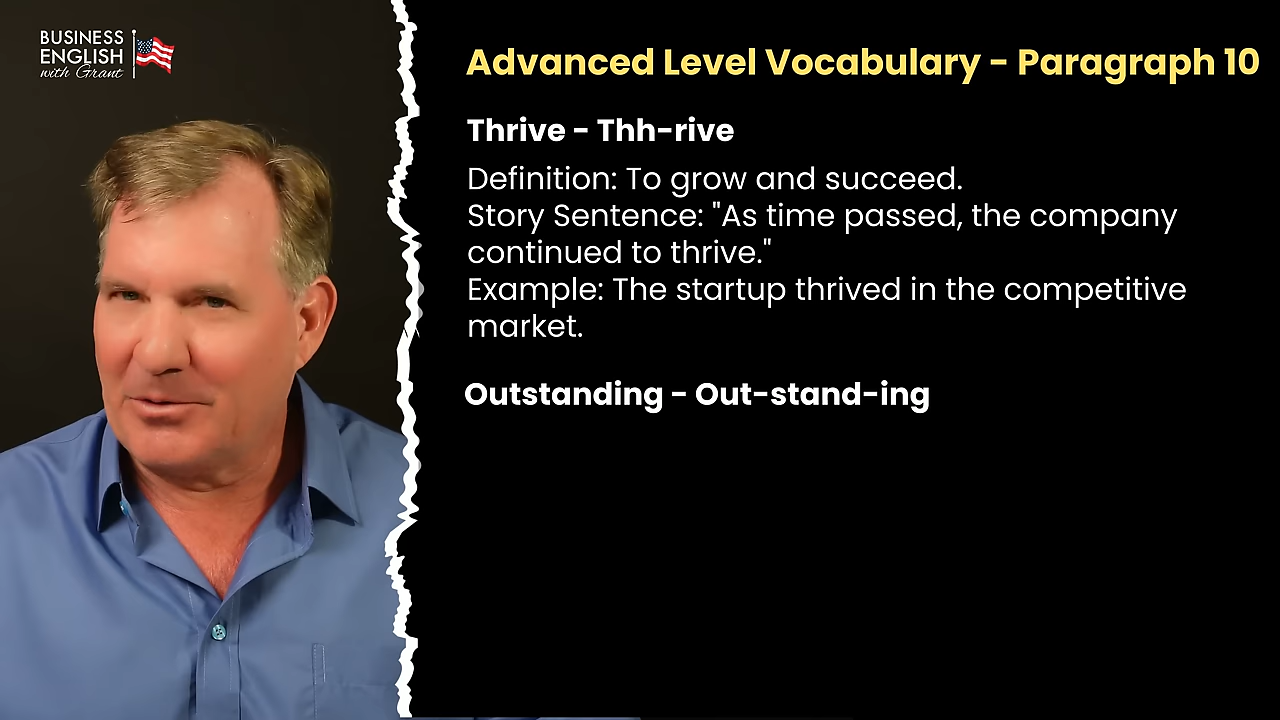 BUSINESS
ENGLISH
with Grant
Advanced Level Vocabulary - Paragraph 10
Thrive - Thh-rive
Definition: To grow and succeed.
Story Sentence: "As time passed, the company
continued to thrive."
Example: The startup thrived in the competitive
market.
Outstanding - Out-stand-ing